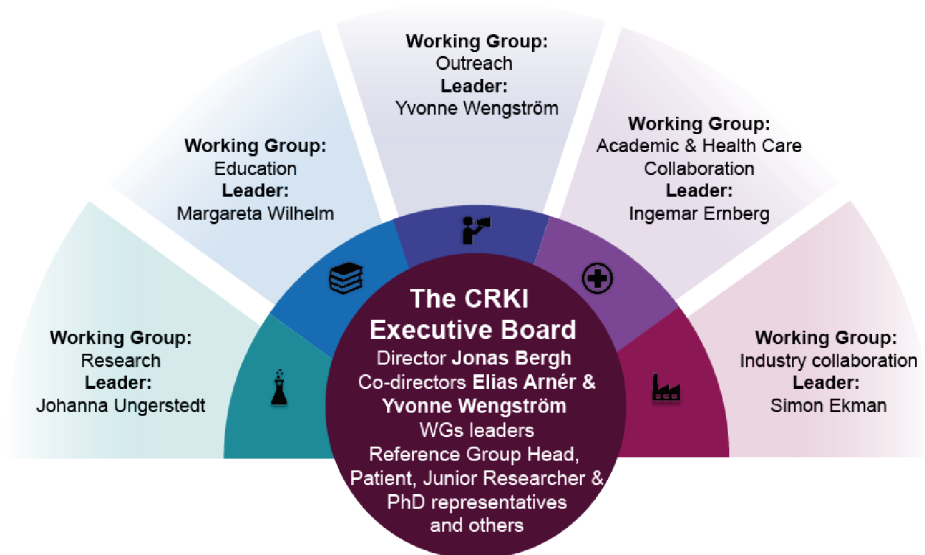 Working Group:
Outreach
Leader:
Yvonne Wengström
Working Group:
Education
Leader:
Margareta Wilhelm
Working Group:
Academic & Health Care
Collaboration
Leader:
Ingemar Ernberg
Working Group:
Research
Leader:
Johanna Ungerstedt
The CRKI
Executive Board
Director Jonas Bergh
Co-directors Elias Arnér &
Yvonne Wengström
WGs leaders
Reference Group Head,
Patient, Junior Researcher &
PhD representatives
and others
Working Group:
Industry collaboration
Leader:
Simon Ekman